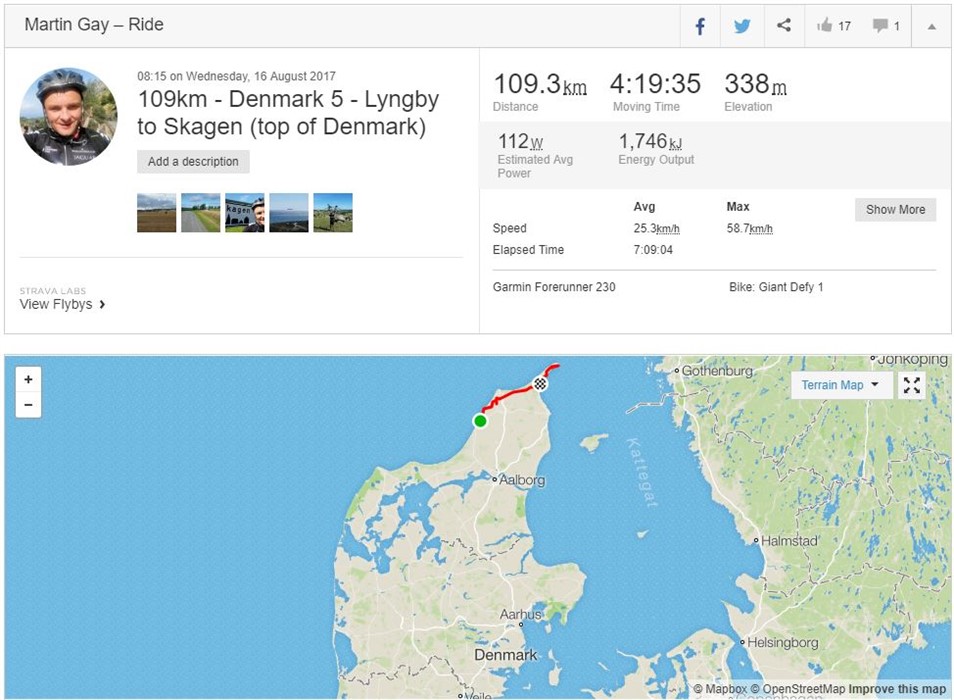 Martin Gay – Ride
17
1
08:15 on Wednesday, 16 August 2017
109km - Denmark 5 - Lyngby
to Skagen (top of Denmark)
Add a description
kagen
STRAVA LABS
View Flybys
109.3km
4:19:35
338m
Distance
Moving Time
Elevation
112W
1,746kJ
Estimated Avg
Power
Energy Output
Avg
Max
Show More
Speed
25.3km/h
58.7km/h
Elapsed Time
7:09:04
Garmin Forerunner 230
Bike: Giant Defy 1
+
−
Jönköping
Gothenburg
Terrain Map
Kattegat
Aalborg
Halmstad
Aarhus
Helsingborg
Denmark
Vejle
© Mapbox © OpenStreetMap Improve this map